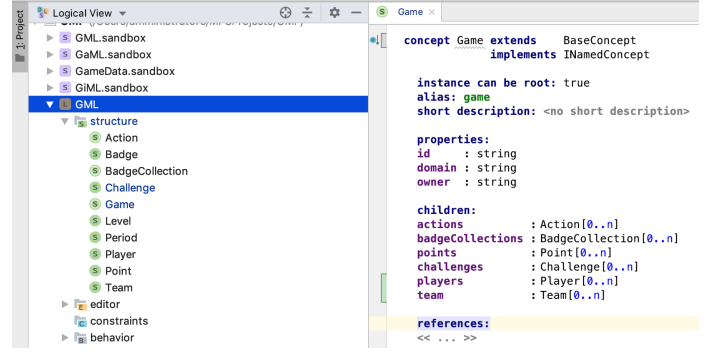 1: Project
Logical View
GML.sandbox
GaML.sandbox
GameData.sandbox
GiML.sandbox
GML
structure
Action
Badge
BadgeCollection
Challenge
Game
Level
Period
Player
Point
Team
editor
constraints
behavior
Game
concept Game extends BaseConcept
implements INamedConcept
instance can be root: true
alias: game
short description: <no short description>
properties:
id : string
domain : string
owner : string
children:
actions : Action[0..n]
badgeCollections : BadgeCollection[0..n]
points : Point[0..n]
challenges : Challenge[0..n]
players : Player[0..n]
team : Team[0..n]
references:
<< ... >>